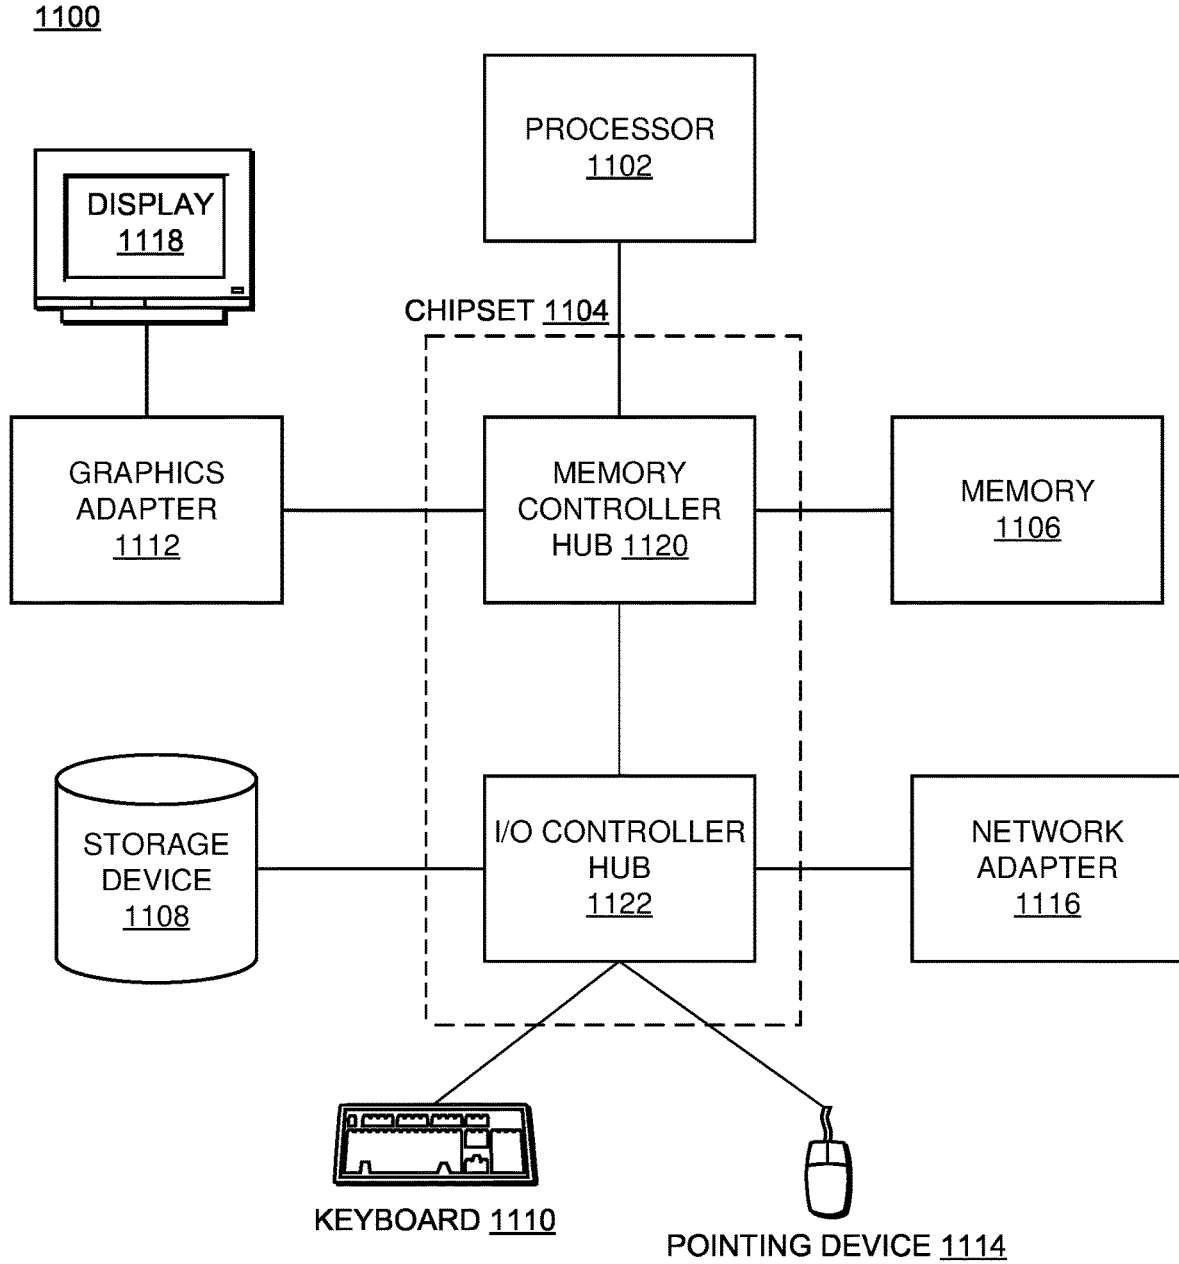 1100
PROCESSOR
1102
DISPLAY
1118
CHIPSET 1104
GRAPHICS
ADAPTER
1112
MEMORY
CONTROLLER
HUB 1120
MEMORY
1106
STORAGE
DEVICE
1108
I/O CONTROLLER
HUB
1122
NETWORK
ADAPTER
1116
KEYBOARD 1110
POINTING DEVICE 1114